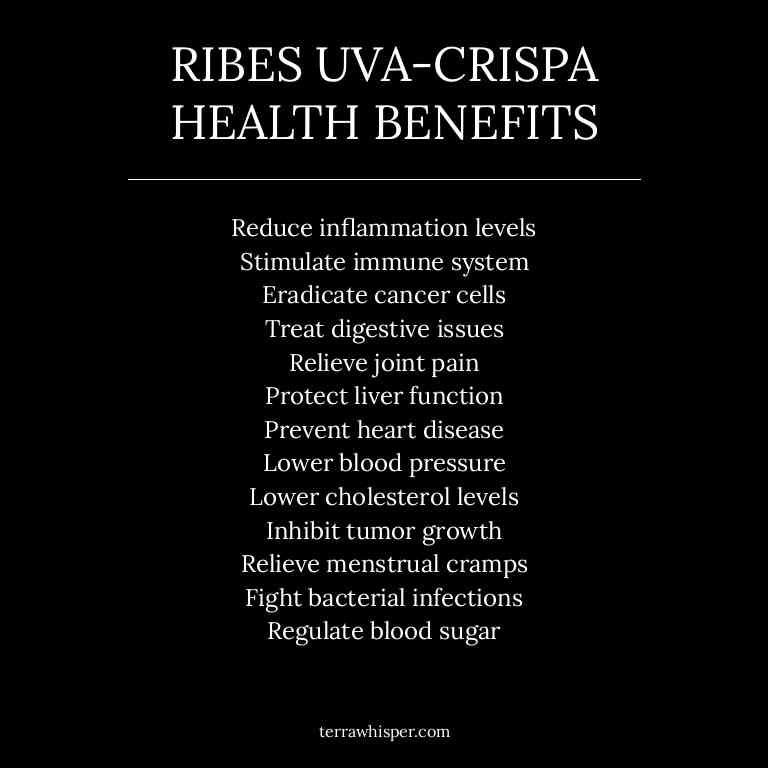 RIBES UVA-CRISPA
HEALTH BENEFITS
Reduce inflammation levels
Stimulate immune system
Eradicate cancer cells
Treat digestive issues
Relieve joint pain
Protect liver function
Prevent heart disease
Lower blood pressure
Lower cholesterol levels
Inhibit tumor growth
Relieve menstrual cramps
Fight bacterial infections
Regulate blood sugar
terrawhisper.com